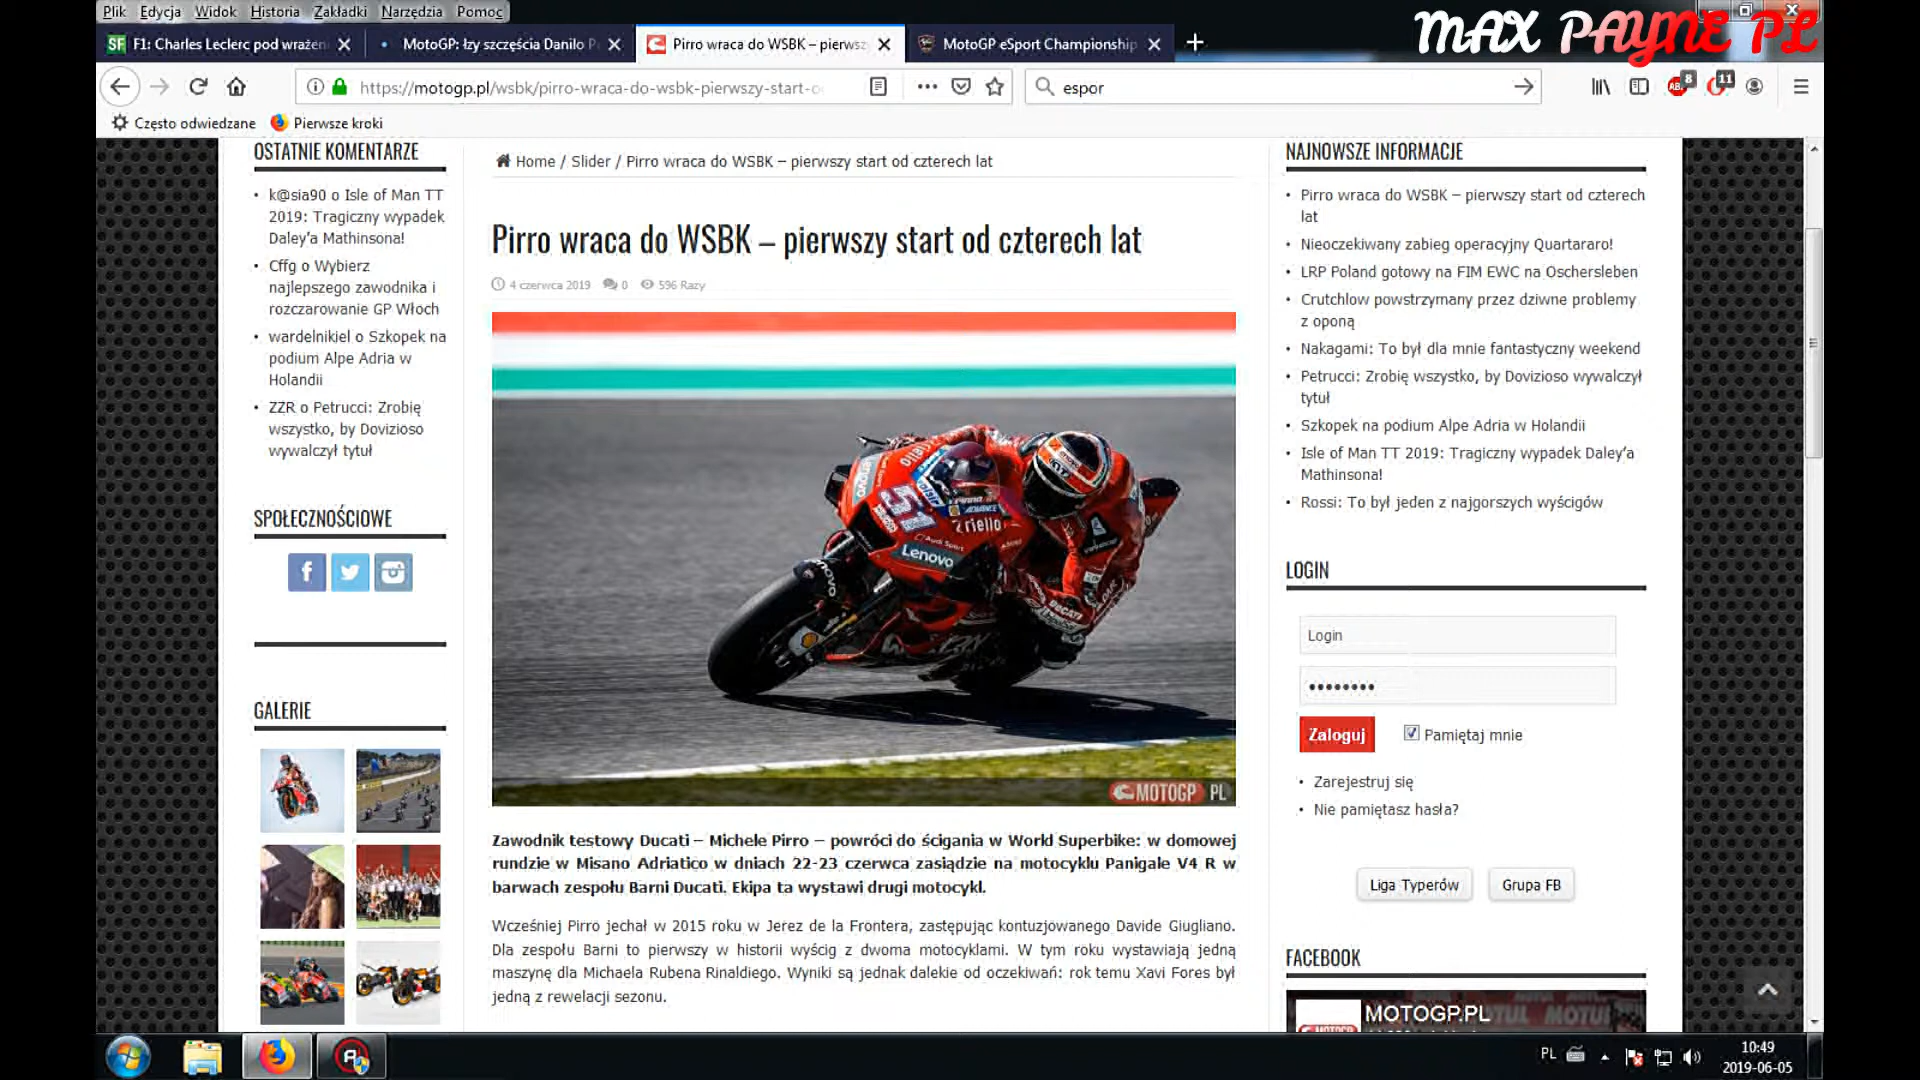 Plik Edycja Widok Historia Zakładki Narzędzia Pomoc
MAX PAYNE PL
F1: Charles Leclerc pod wrażen
MotoGP: łzy szczęścia Danilo P
Pirro wraca do WSBK – pierwsz
MotoGP eSport Championship
https://motogp.pl/wsbk/pirro-wraca-do-wsbk-pierwszy-start-o
espor
8
11
Często odwiedzane
Pierwsze kroki
OSTATNIE KOMENTARZE
k@sia90 o Isle of Man TT
2019: Tragiczny wypadek
Daley'a Mathinsona!
Cffg o Wybierz
najlepszego zawodnika i
rozczarowanie GP Włoch
wardelnikiel o Szkopek na
podium Alpe Adria w
Holandii
ZZR o Petrucci: Zrobię
wszystko, by Dovizioso
wywalczył tytuł
SPOŁECZNOŚCIOWE
GALERIE
Home / Slider / Pirro wraca do WSBK – pierwszy start od czterech lat
Pirro wraca do WSBK – pierwszy start od czterech lat
4 czerwca 2019 0 596 Razy
51
Lenovo
MOTOGP PL
Zawodnik testowy Ducati – Michele Pirro – powróci do ścigania w World Superbike: w domowej
rundzie w Misano Adriatico w dniach 22-23 czerwca zasiądzie na motocyklu Panigale V4 R w
barwach zespołu Barni Ducati. Ekipa ta wystawi drugi motocykl.
Wcześniej Pirro jechał w 2015 roku w Jerez de la Frontera, zastępując kontuzjowanego Davide Giugliano.
Dla zespołu Barni to pierwszy w historii wyścig z dwoma motocyklami. W tym roku wystawiają jedną
maszynę dla Michaela Rubena Rinaldiego. Wyniki są jednak dalekie od oczekiwań: rok temu Xavi Fores był
jedną z rewelacji sezonu.
NAJNOWSZE INFORMACJE
Pirro wraca do WSBK – pierwszy start od czterech
lat
Nieoczekiwany zabieg operacyjny Quartararo!
LRP Poland gotowy na FIM EWC na Oschersleben
Crutchlow powstrzymany przez dziwne problemy
z oponą
Nakagami: To był dla mnie fantastyczny weekend
Petrucci: Zrobię wszystko, by Dovizioso wywalczył
tytuł
Szkopek na podium Alpe Adria w Holandii
Isle of Man TT 2019: Tragiczny wypadek Daley'a
Mathinsona!
Rossi: To był jeden z najgorszych wyścigów
LOGIN
Login
Zaloguj
Pamiętaj mnie
Zarejestruj się
Nie pamiętasz hasła?
Liga Typerów
Grupa FB
FACEBOOK
MOTOGP.PL
PL
10:49
2019-06-05